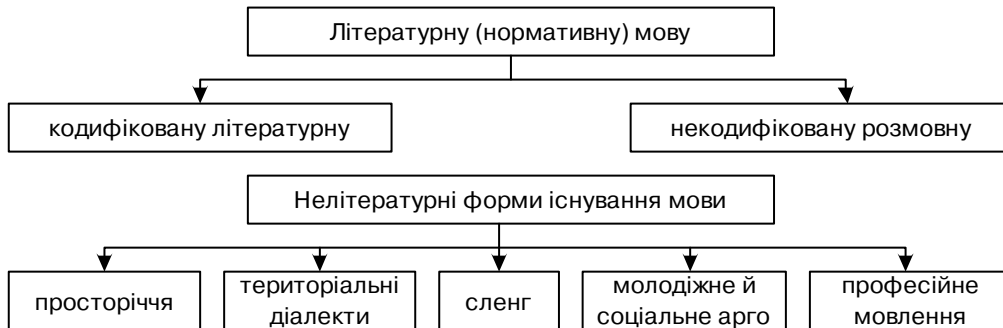 Літературну (нормативну) мову
кодифіковану літературну
некодифіковану розмовну
Нелітературні форми існування мови
просторіччя
територіальні
діалекти
сленг
молодіжне й
соціальне арго
професійне
мовлення